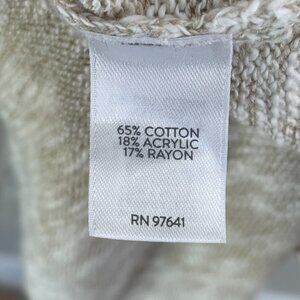 65% COTTON
18% ACRYLIC
17% RAYON
RN 97641